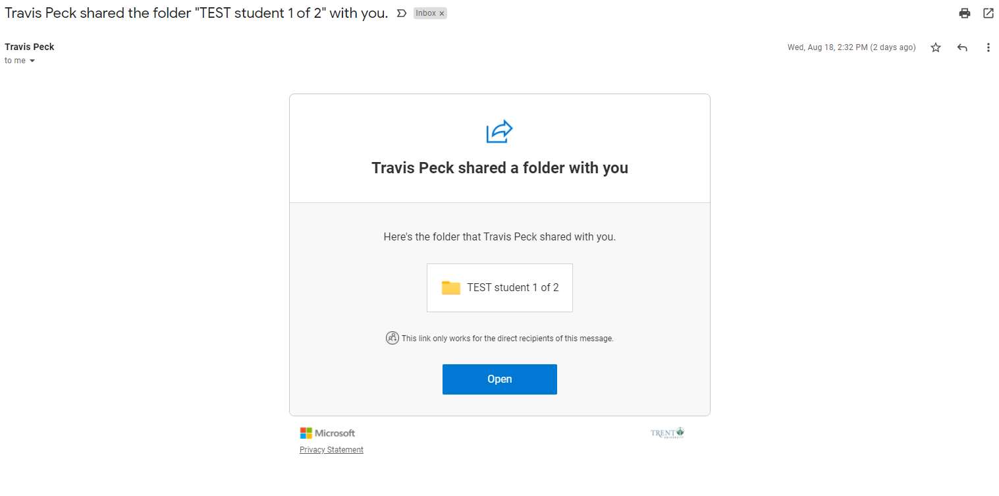 Travis Peck shared the folder "TEST student 1 of 2" with you. Inbox x
Travis Peck
Wed, Aug 18, 2:32 PM (2 days ago)
to me
Travis Peck shared a folder with you
Here's the folder that Travis Peck shared with you.
TEST student 1 of 2
This link only works for the direct recipients of this message.
Open
Microsoft
TRENT
UNIVERSITY
Privacy Statement